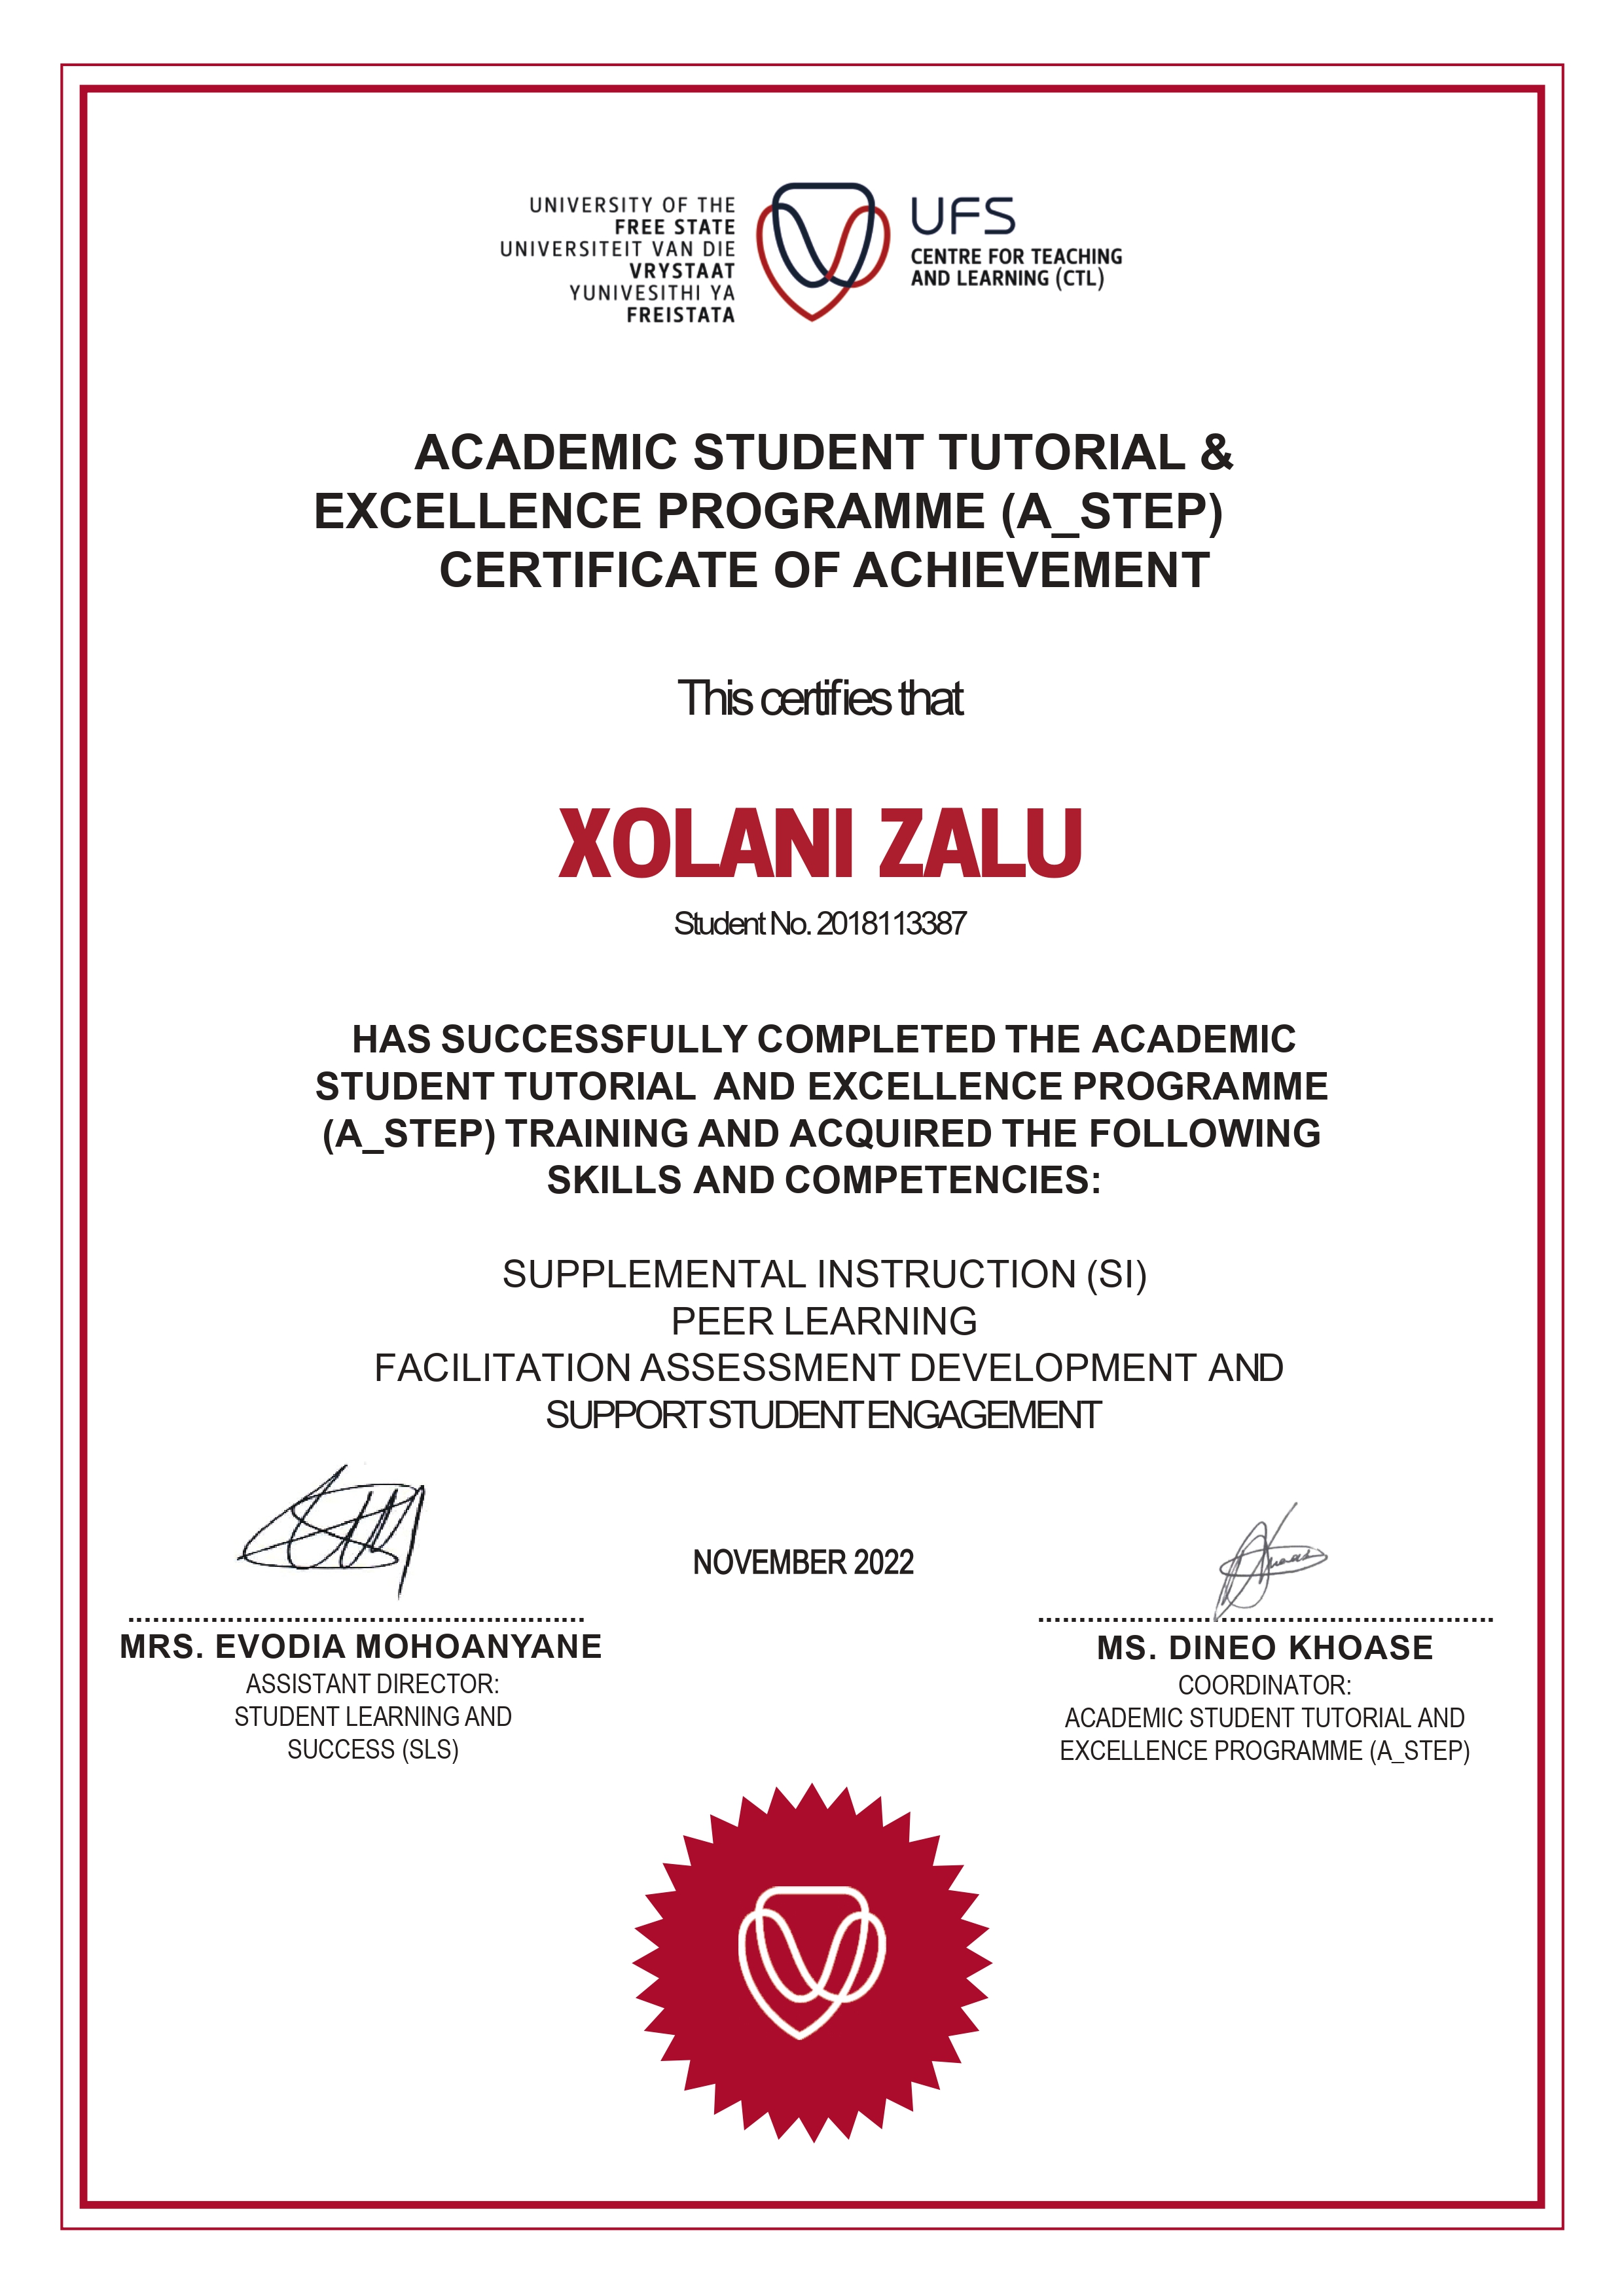 UNIVERSITY OF THE
FREE STATE
UNIVERSITEIT VAN DIE
VRYSTAAT
YUNIVESITHI YA
FREISTATA
UFS
CENTRE FOR TEACHING
AND LEARNING (CTL)
ACADEMIC STUDENT TUTORIAL &
EXCELLENCE PROGRAMME (A_STEP)
CERTIFICATE OF ACHIEVEMENT
This certifies that
XOLANI ZALU
Student No. 2018113387
HAS SUCCESSFULLY COMPLETED THE ACADEMIC
STUDENT TUTORIAL AND EXCELLENCE PROGRAMME
(A_STEP) TRAINING AND ACQUIRED THE FOLLOWING
SKILLS AND COMPETENCIES:
SUPPLEMENTAL INSTRUCTION (SI)
PEER LEARNING
FACILITATION ASSESSMENT DEVELOPMENT AND
SUPPORT STUDENT ENGAGEMENT
NOVEMBER 2022
MRS. EVODIA MOHOANYANE
ASSISTANT DIRECTOR:
STUDENT LEARNING AND
SUCCESS (SLS)
MS. DINEO KHOASE
COORDINATOR:
ACADEMIC STUDENT TUTORIAL AND
EXCELLENCE PROGRAMME (A_STEP)